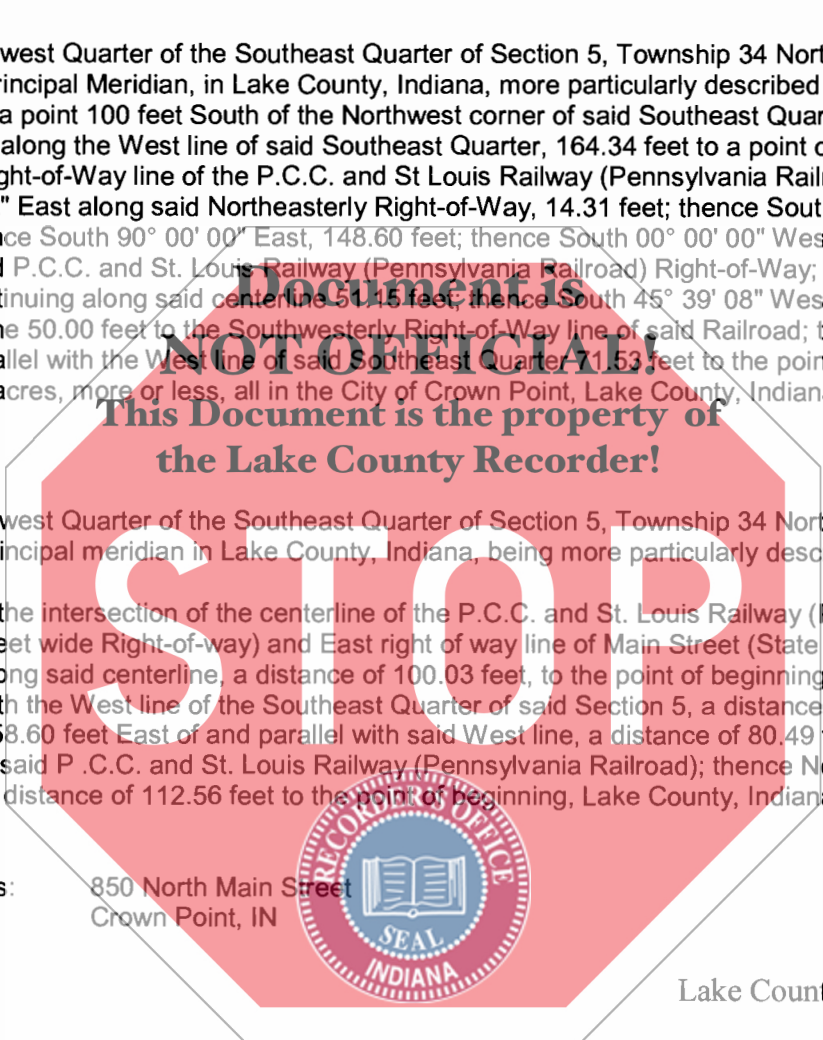 west Quarter of the Southeast Quarter of Section 5, Township 34 Nort
rincipal Meridian, in Lake County, Indiana, more particularly described
a point 100 feet South of the Northwest corner of said Southeast Quar
along the West line of said Southeast Quarter, 164.34 feet to a point o
ght-of-Way line of the P.C.C. and St Louis Railway (Pennsylvania Rail
" East along said Northeasterly Right-of-Way, 14.31 feet; thence Sout
ce South 90° 00' 00" East, 148.60 feet; thence South 00° 00' 00" Wes
P.C.C. and St. Louis Railway (Pennsylvania Railroad) Right-of-Way;
tinuing along said centerline 51.15 feet; thence South 45° 39' 08" Wes
e 50.00 feet to the Southwesterly Right-of-Way line of said Railroad; t
allel with the West line of said Southeast Quarter 71.53 feet to the poin
acres, more or less, all in the City of Crown Point, Lake County, Indian
Document is
NOT OFFICIAL!
This Document is the property of
the Lake County Recorder!
west Quarter of the Southeast Quarter of Section 5, Township 34 Nort
incipal meridian in Lake County, Indiana, being more particularly desc
the intersection of the centerline of the P.C.C. and St. Louis Railway (
eet wide Right-of-way) and East right of way line of Main Street (State
ong said centerline, a distance of 100.03 feet, to the point of beginning
h the West line of the Southeast Quarter of said Section 5, a distance
8.60 feet East of and parallel with said West line, a distance of 80.49
said P .C.C. and St. Louis Railway (Pennsylvania Railroad); thence N
distance of 112.56 feet to the point of beginning, Lake County, Indian
STOP
s: 850 North Main Street
Crown Point, IN
RECORDER'S OFFICE
SEAL
INDIANA
Lake Count